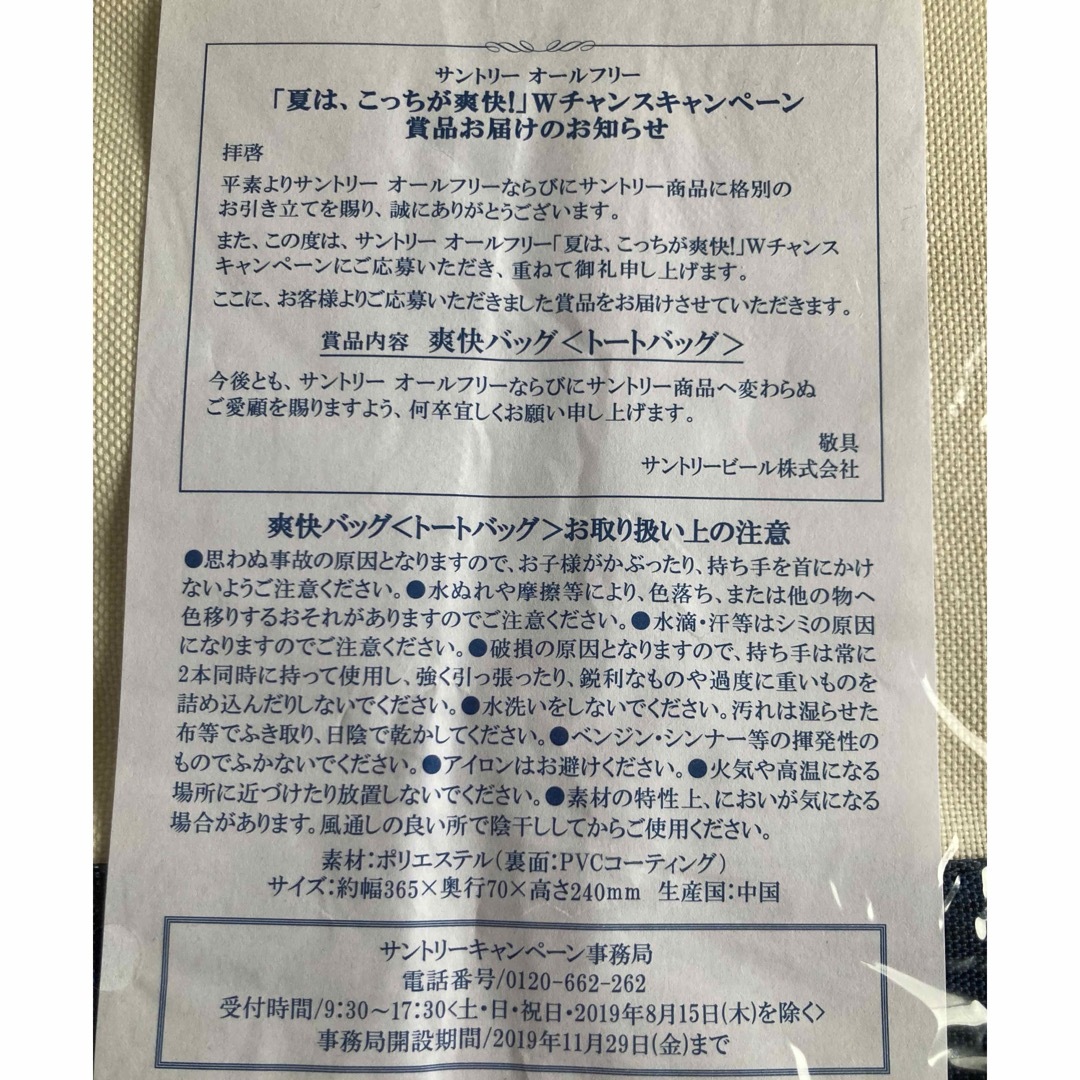 サントリー オールフリー
「夏は、こっちが爽快!」Wチャンスキャンペーン
賞品お届けのお知らせ
拝啓
平素よりサントリー オールフリーならびにサントリー商品に格別の
お引き立てを賜り、誠にありがとうございます。
また、この度は、サントリー オールフリー「夏は、こっちが爽快!」Wチャンス
キャンペーンにご応募いただき、重ねて御礼申し上げます。
ここに、お客様よりご応募いただきました賞品をお届けさせていただきます。
賞品内容 爽快バッグ<トートバッグ>
今後とも、サントリー オールフリーならびにサントリー商品へ変わらぬ
ご愛顧を賜りますよう、何卒宜しくお願い申し上げます。
敬具
サントリービール株式会社
爽快バッグ<トートバッグ>お取り扱い上の注意
●思わぬ事故の原因となりますので、お子様がかぶったり、持ち手を首にかけ
ないようご注意ください。●水ぬれや摩擦等により、色落ち、または他の物へ
色移りするおそれがありますのでご注意ください。●水滴・汗等はシミの原因
になりますのでご注意ください。●破損の原因となりますので、持ち手は常に
2本同時に持って使用し、強く引っ張ったり、鋭利なものや過度に重いものを
詰め込んだりしないでください。●水洗いをしないでください。汚れは湿らせた
布等でふき取り、日陰で乾かしてください。●ベンジン・シンナー等の揮発性の
ものでふかないでください。●アイロンはお避けください。●火気や高温になる
場所に近づけたり放置しないでください。●素材の特性上、においが気になる
場合があります。風通しの良い所で陰干ししてからご使用ください。
素材:ポリエステル(裏面:PVCコーティング)
サイズ:約幅365×奥行70×高さ240mm 生産国:中国
サントリーキャンペーン事務局
電話番号/0120-662-262
受付時間/9:30~17:30<土・日・祝日・2019年8月15日(木)を除く>
事務局開設期間/2019年11月29日(金)まで